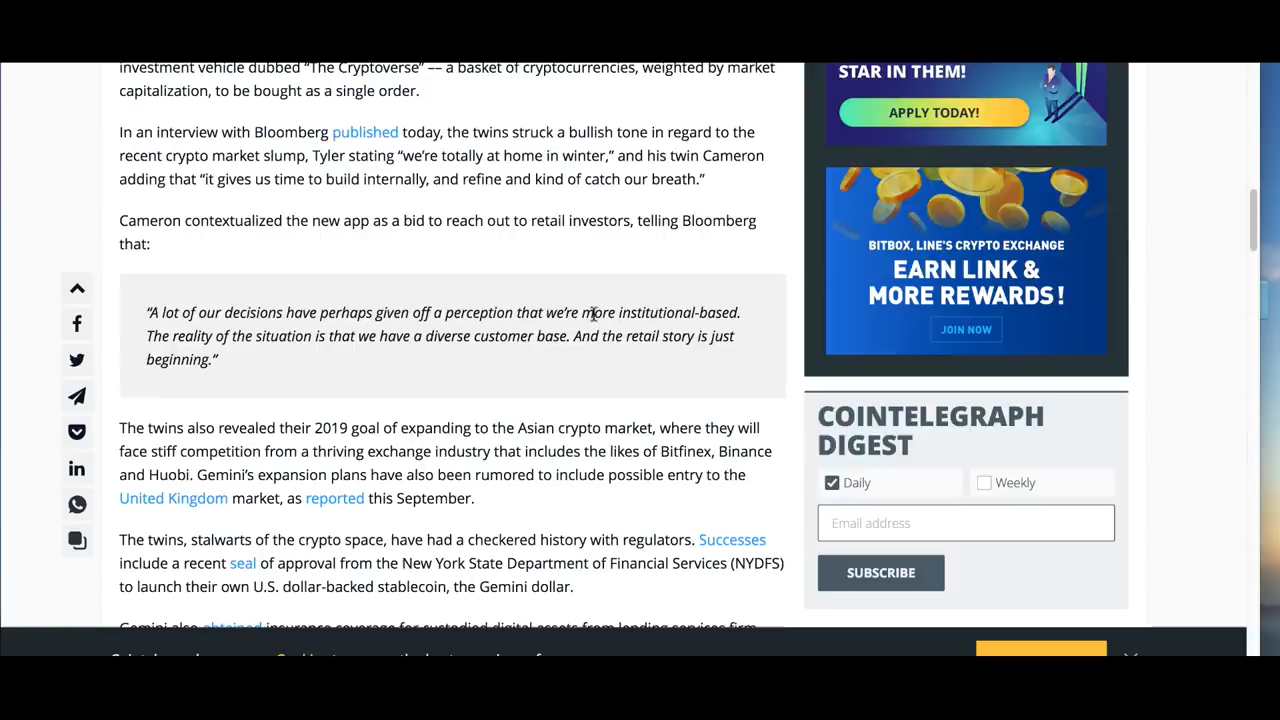 investment vehicle dubbed “The Cryptoverse” –– a basket of cryptocurrencies, weighted by market
capitalization, to be bought as a single order.
In an interview with Bloomberg published today, the twins struck a bullish tone in regard to the
recent crypto market slump, Tyler stating “we’re totally at home in winter,” and his twin Cameron
adding that “it gives us time to build internally, and refine and kind of catch our breath.”
Cameron contextualized the new app as a bid to reach out to retail investors, telling Bloomberg
that:
“A lot of our decisions have perhaps given off a perception that we’re more institutional-based.
The reality of the situation is that we have a diverse customer base. And the retail story is just
beginning.”
The twins also revealed their 2019 goal of expanding to the Asian crypto market, where they will
face stiff competition from a thriving exchange industry that includes the likes of Bitfinex, Binance
and Huobi. Gemini’s expansion plans have also been rumored to include possible entry to the
United Kingdom market, as reported this September.
The twins, stalwarts of the crypto space, have had a checkered history with regulators. Successes
include a recent seal of approval from the New York State Department of Financial Services (NYDFS)
to launch their own U.S. dollar-backed stablecoin, the Gemini dollar.
Gemini also obtained insurance coverage for custodied digital assets from lending services firm
STAR IN THEM!
APPLY TODAY!
BITBOX, LINE'S CRYPTO EXCHANGE
EARN LINK &
MORE REWARDS!
JOIN NOW
COINTELEGRAPH
DIGEST
Daily
Weekly
Email address
SUBSCRIBE